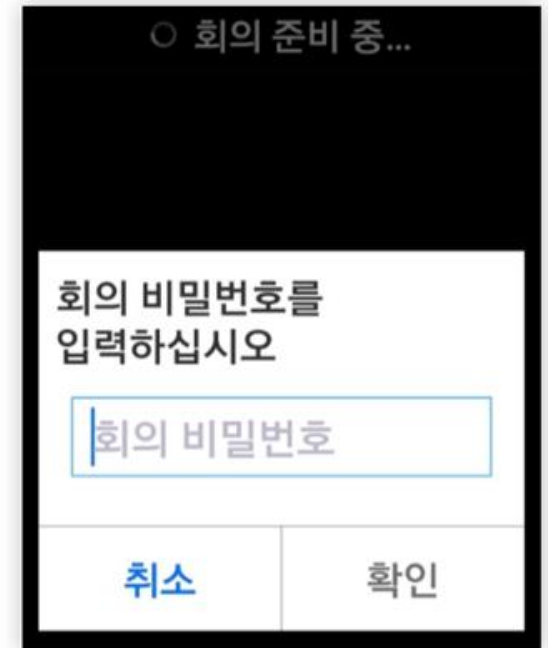 회의 준비 중...
회의 비밀번호를
입력하십시오
회의 비밀번호
취소
확인